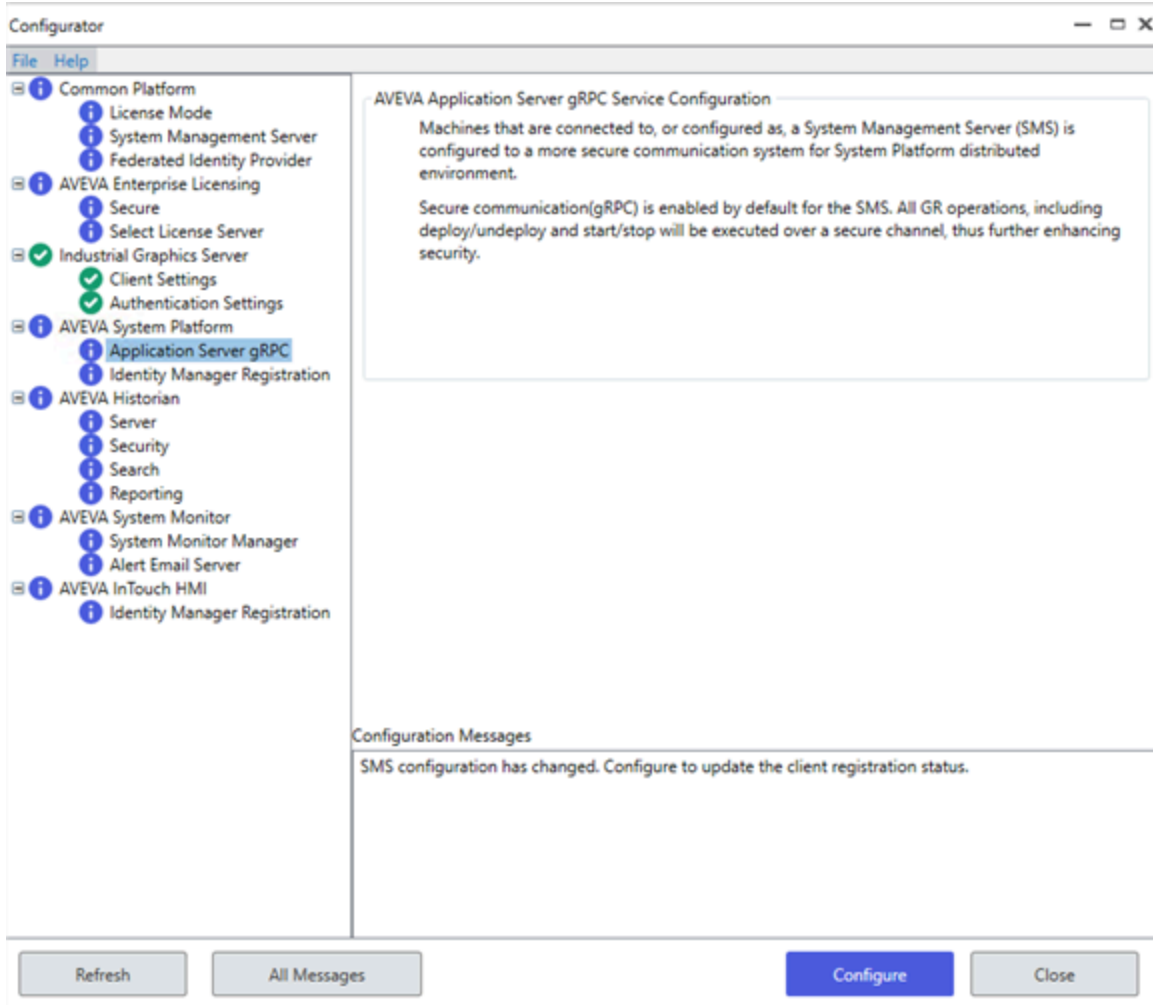 Configurator
File Help
Common Platform
License Mode
System Management Server
Federated Identity Provider
AVEVA Enterprise Licensing
Secure
Select License Server
Industrial Graphics Server
Client Settings
Authentication Settings
AVEVA System Platform
Application Server gRPC
Identity Manager Registration
AVEVA Historian
Server
Security
Search
Reporting
AVEVA System Monitor
System Monitor Manager
Alert Email Server
AVEVA InTouch HMI
Identity Manager Registration
AVEVA Application Server gRPC Service Configuration
Machines that are connected to, or configured as, a System Management Server (SMS) is
configured to a more secure communication system for System Platform distributed
environment.
Secure communication(gRPC) is enabled by default for the SMS. All GR operations, including
deploy/undeploy and start/stop will be executed over a secure channel, thus further enhancing
security.
Configuration Messages
SMS configuration has changed. Configure to update the client registration status.
Refresh
All Messages
Configure
Close